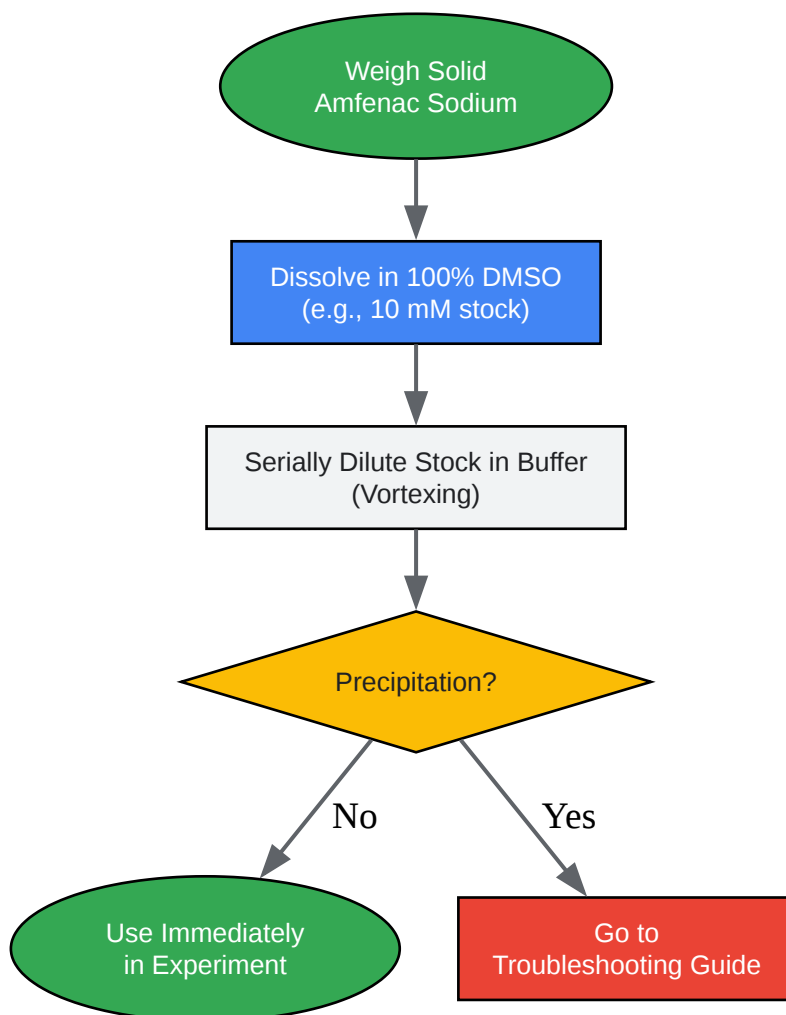 Weigh Solid
Amfenac Sodium
Dissolve in 100% DMSO
(e.g., 10 mM stock)
Serially Dilute Stock in Buffer
(Vortexing)
Precipitation?
No
Yes
Use Immediately
in Experiment
Go to
Troubleshooting Guide